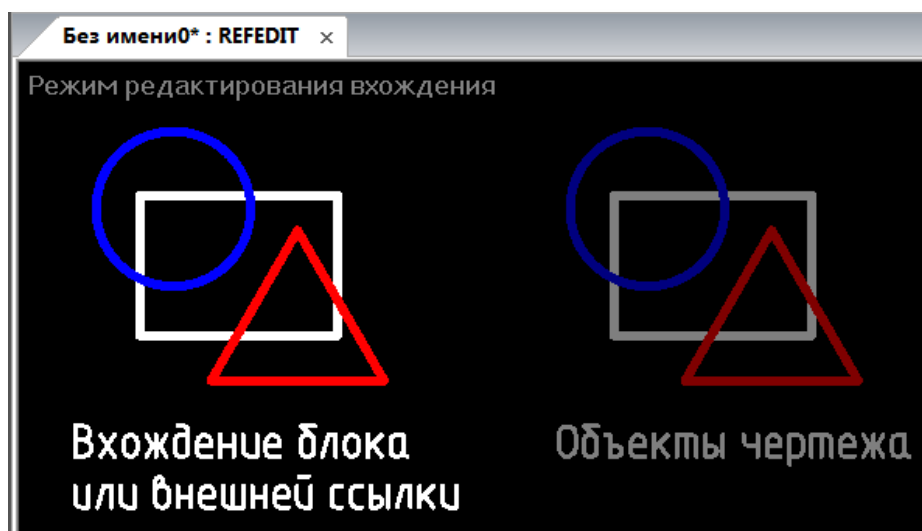 Без имени0* : REFEDIT ×
Режим редактирования вхождения
Вхождение блока
или внешней ссылки
Объекты чертежа